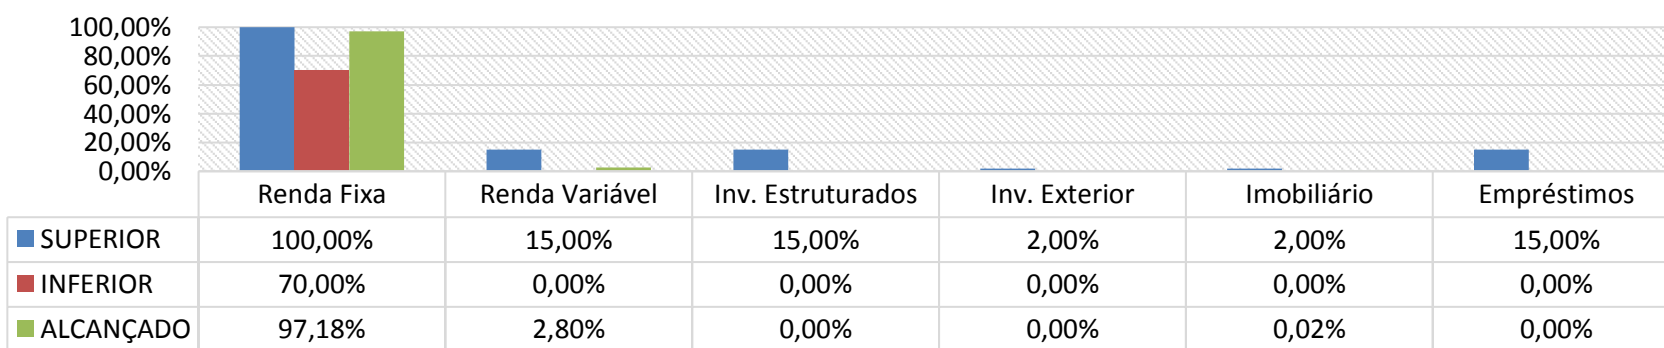 100,00%
80,00%
60,00%
40,00%
20,00%
0,00%
Renda Fixa Renda Variável Inv. Estruturados Inv. Exterior Imobiliário Empréstimos
SUPERIOR 100,00% 15,00% 15,00% 2,00% 2,00% 15,00%
INFERIOR 70,00% 0,00% 0,00% 0,00% 0,00% 0,00%
ALCANÇADO 97,18% 2,80% 0,00% 0,00% 0,02% 0,00%